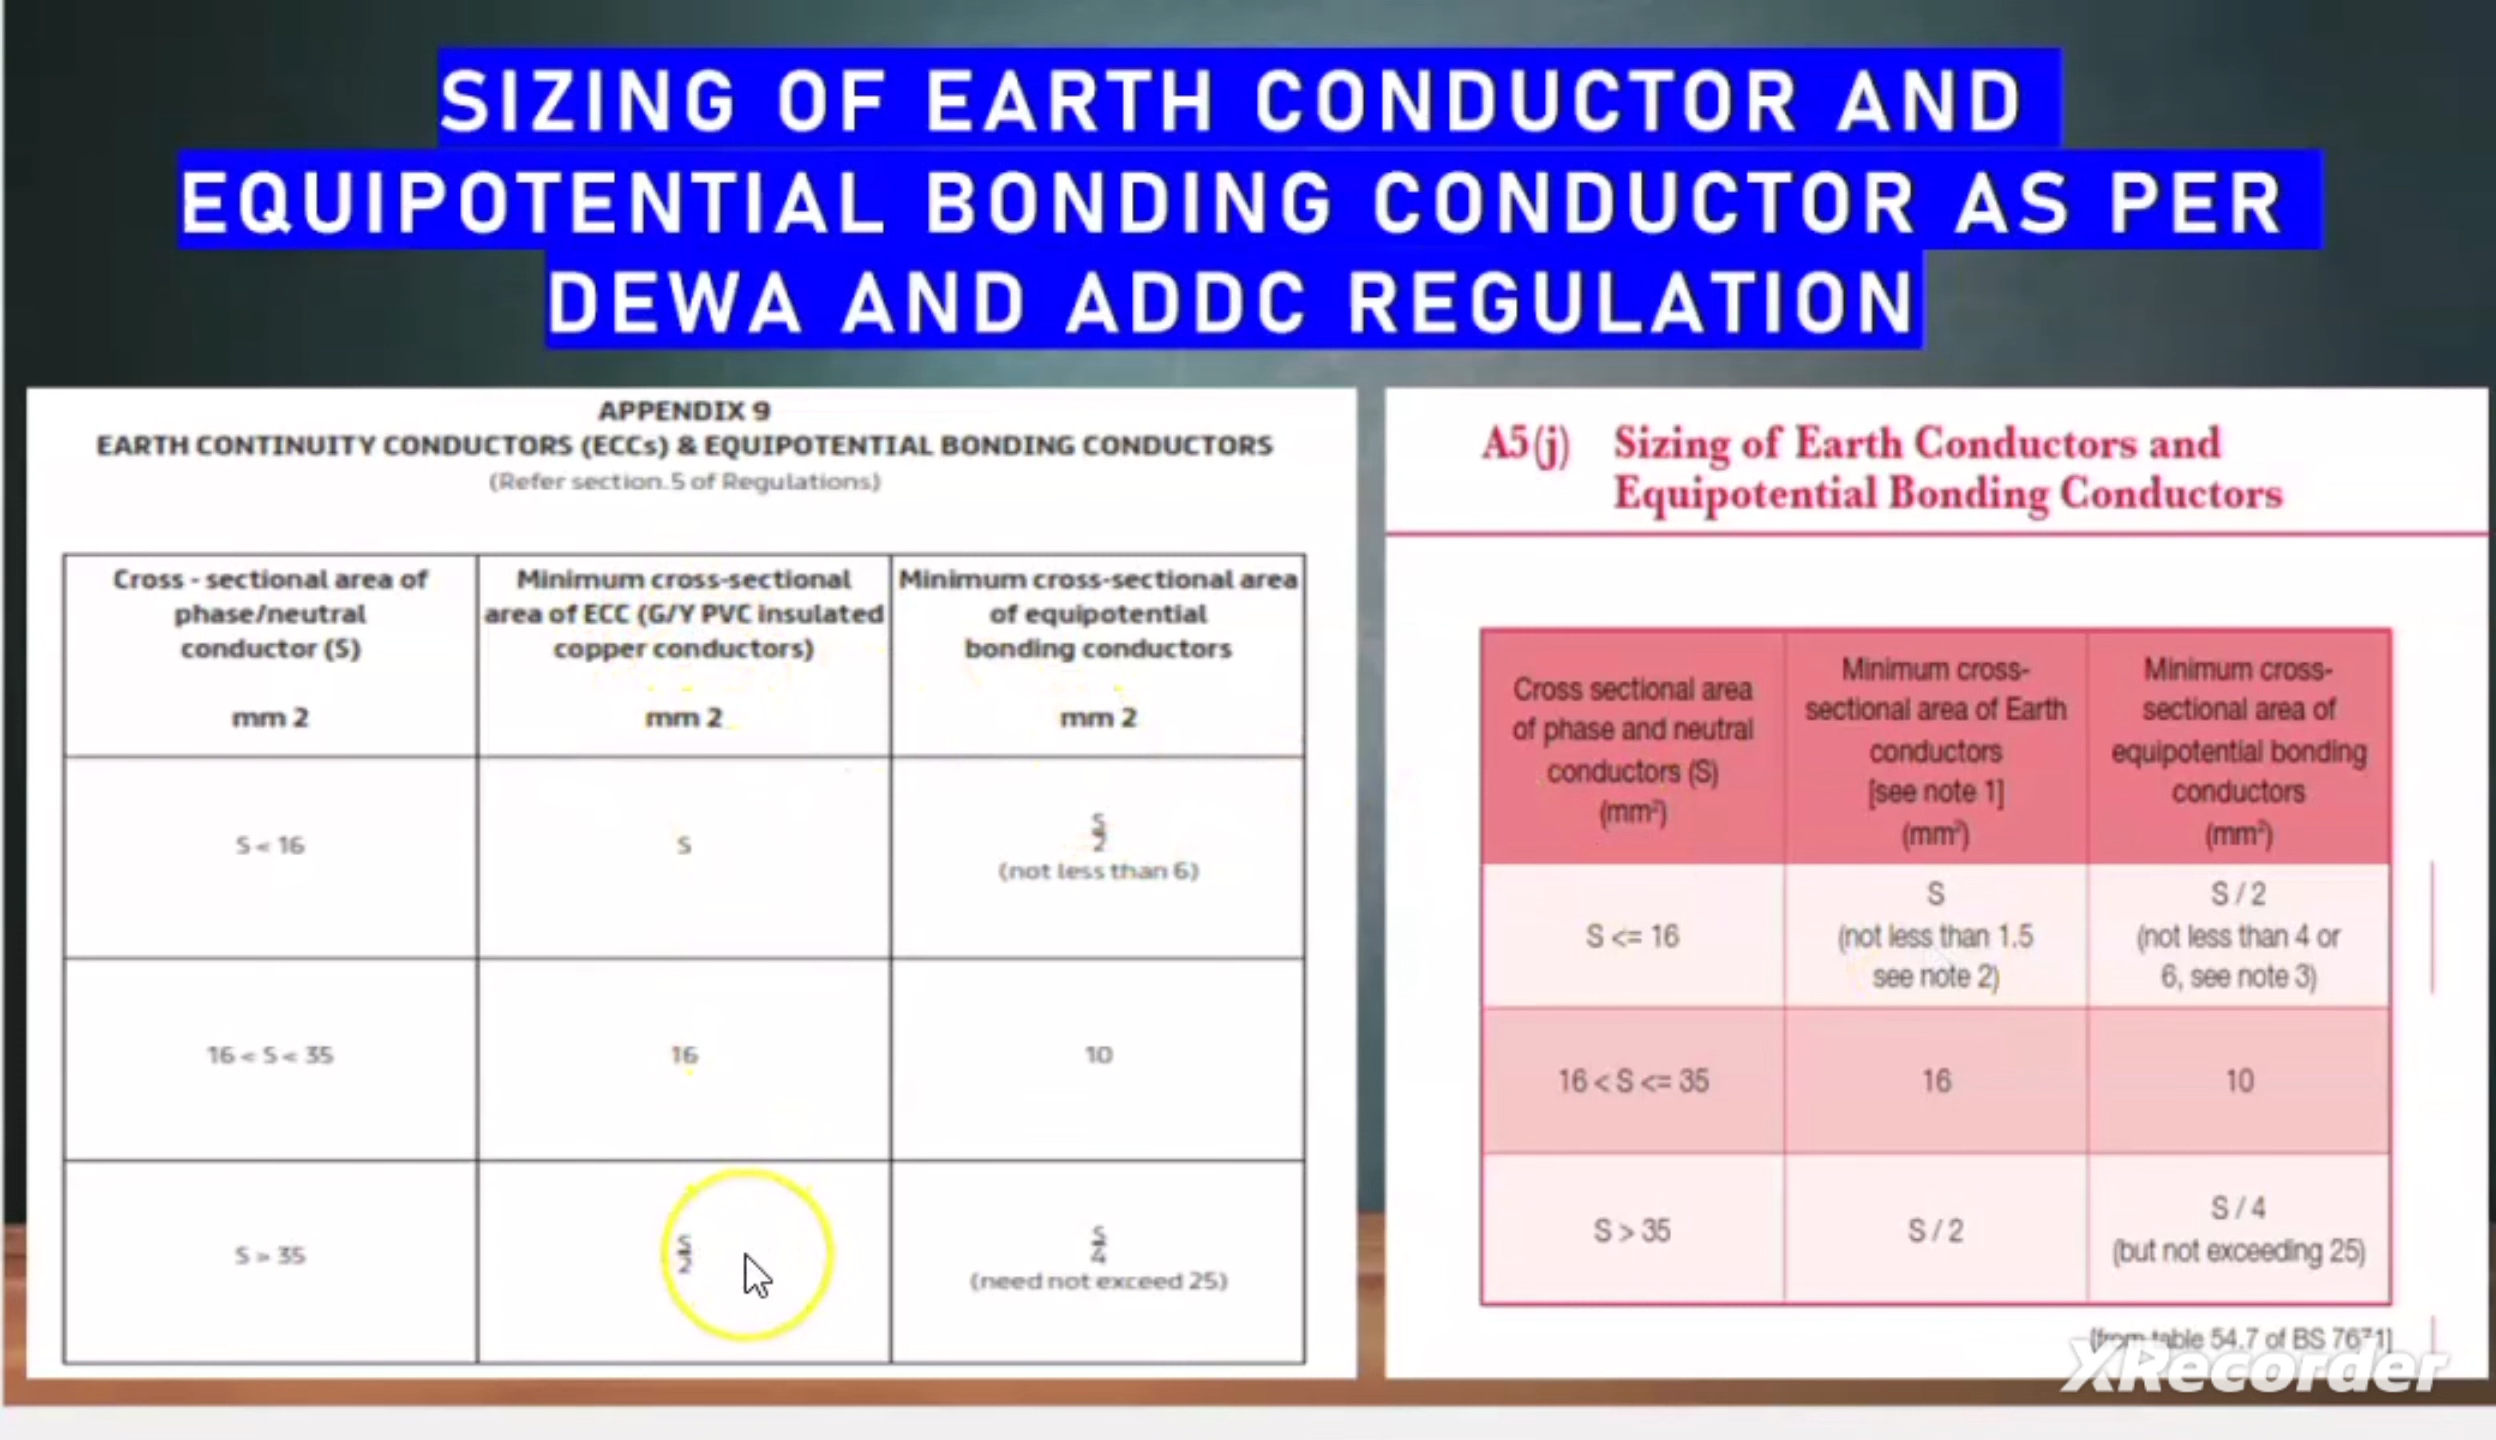 SIZING OF EARTH CONDUCTOR AND
EQUIPOTENTIAL BONDING CONDUCTOR AS PER
DEWA AND ADDC REGULATION
APPENDIX 9
EARTH CONTINUITY CONDUCTORS (ECCs) & EQUIPOTENTIAL BONDING CONDUCTORS
(Refer section.5 of Regulations)
Cross - sectional area of
phase/neutral
conductor (S)
mm 2
Minimum cross-sectional
area of ECC (G/Y PVC insulated
copper conductors)
mm 2
Minimum cross-sectional area
of equipotential
bonding conductors
mm 2
S < 16
S
S
2
(not less than 6)
16 < S < 35
16
10
S > 35
S
2
S
4
(need not exceed 25)
A5(j) Sizing of Earth Conductors and
Equipotential Bonding Conductors
Cross sectional area
of phase and neutral
conductors (S)
(mm²)
Minimum cross-
sectional area of Earth
conductors
[see note 1]
(mm²)
Minimum cross-
sectional area of
equipotential bonding
conductors
(mm²)
S <= 16
S
(not less than 1.5
see note 2)
S / 2
(not less than 4 or
6, see note 3)
16 < S <= 35
16
10
S > 35
S / 2
S / 4
(but not exceeding 25)
[from table 54.7 of BS 7671]
XRecorder